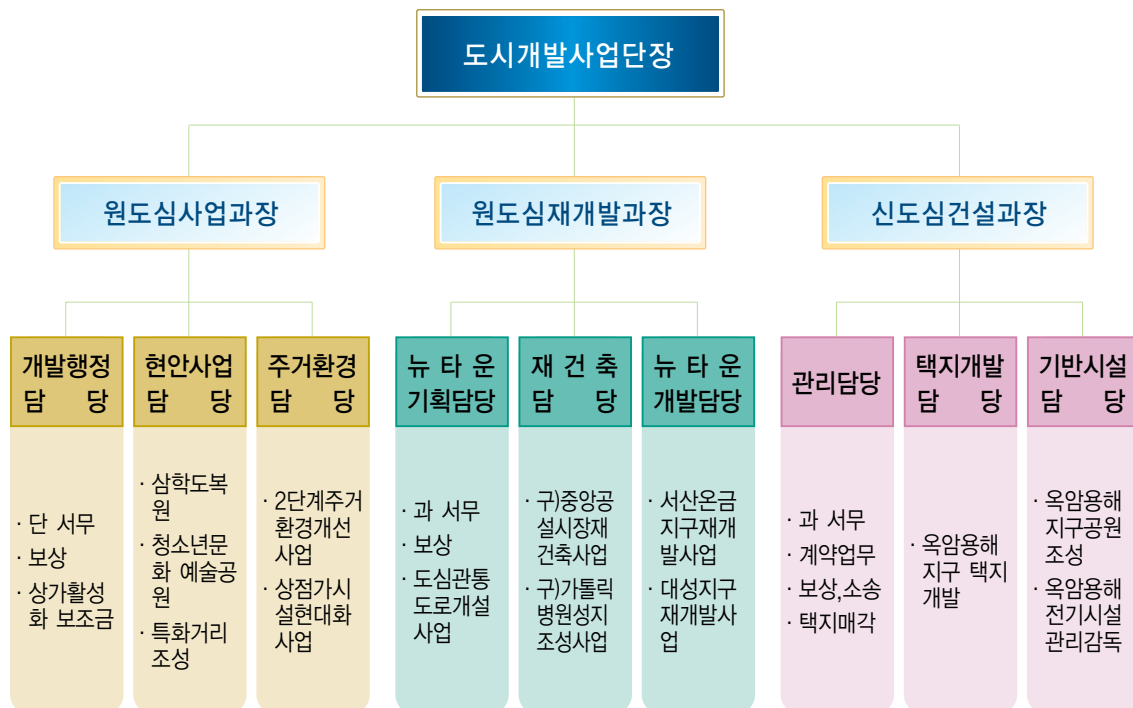 도시개발사업단장
원도심사업과장
원도심재개발과장
신도심건설과장
개발행정
담 당
현안사업
담 당
주거환경
담 당
뉴 타 운
기획담당
재 건 축
담 당
뉴 타 운
개발담당
관리담당
택지개발
담 당
기반시설
담 당
· 단 서무
· 보상
· 상가활성
화 보조금
· 삼학도복
원
· 청소년문
화 예술공
원
· 특화거리
조성
· 2단계주거
환경개선
사업
· 상점가시
설현대화
사업
· 과 서무
· 보상
· 도심관통
도로개설
사업
· 구)중앙공
설시장재
건축사업
· 구)가톨릭
병원성지
조성사업
· 서산온금
지구재개
발사업
· 대성지구
재개발사
업
· 과 서무
· 계약업무
· 보상,소송
· 택지매각
· 옥암용해
지구 택지
개발
· 옥암용해
지구공원
조성
· 옥암용해
전기시설
관리감독